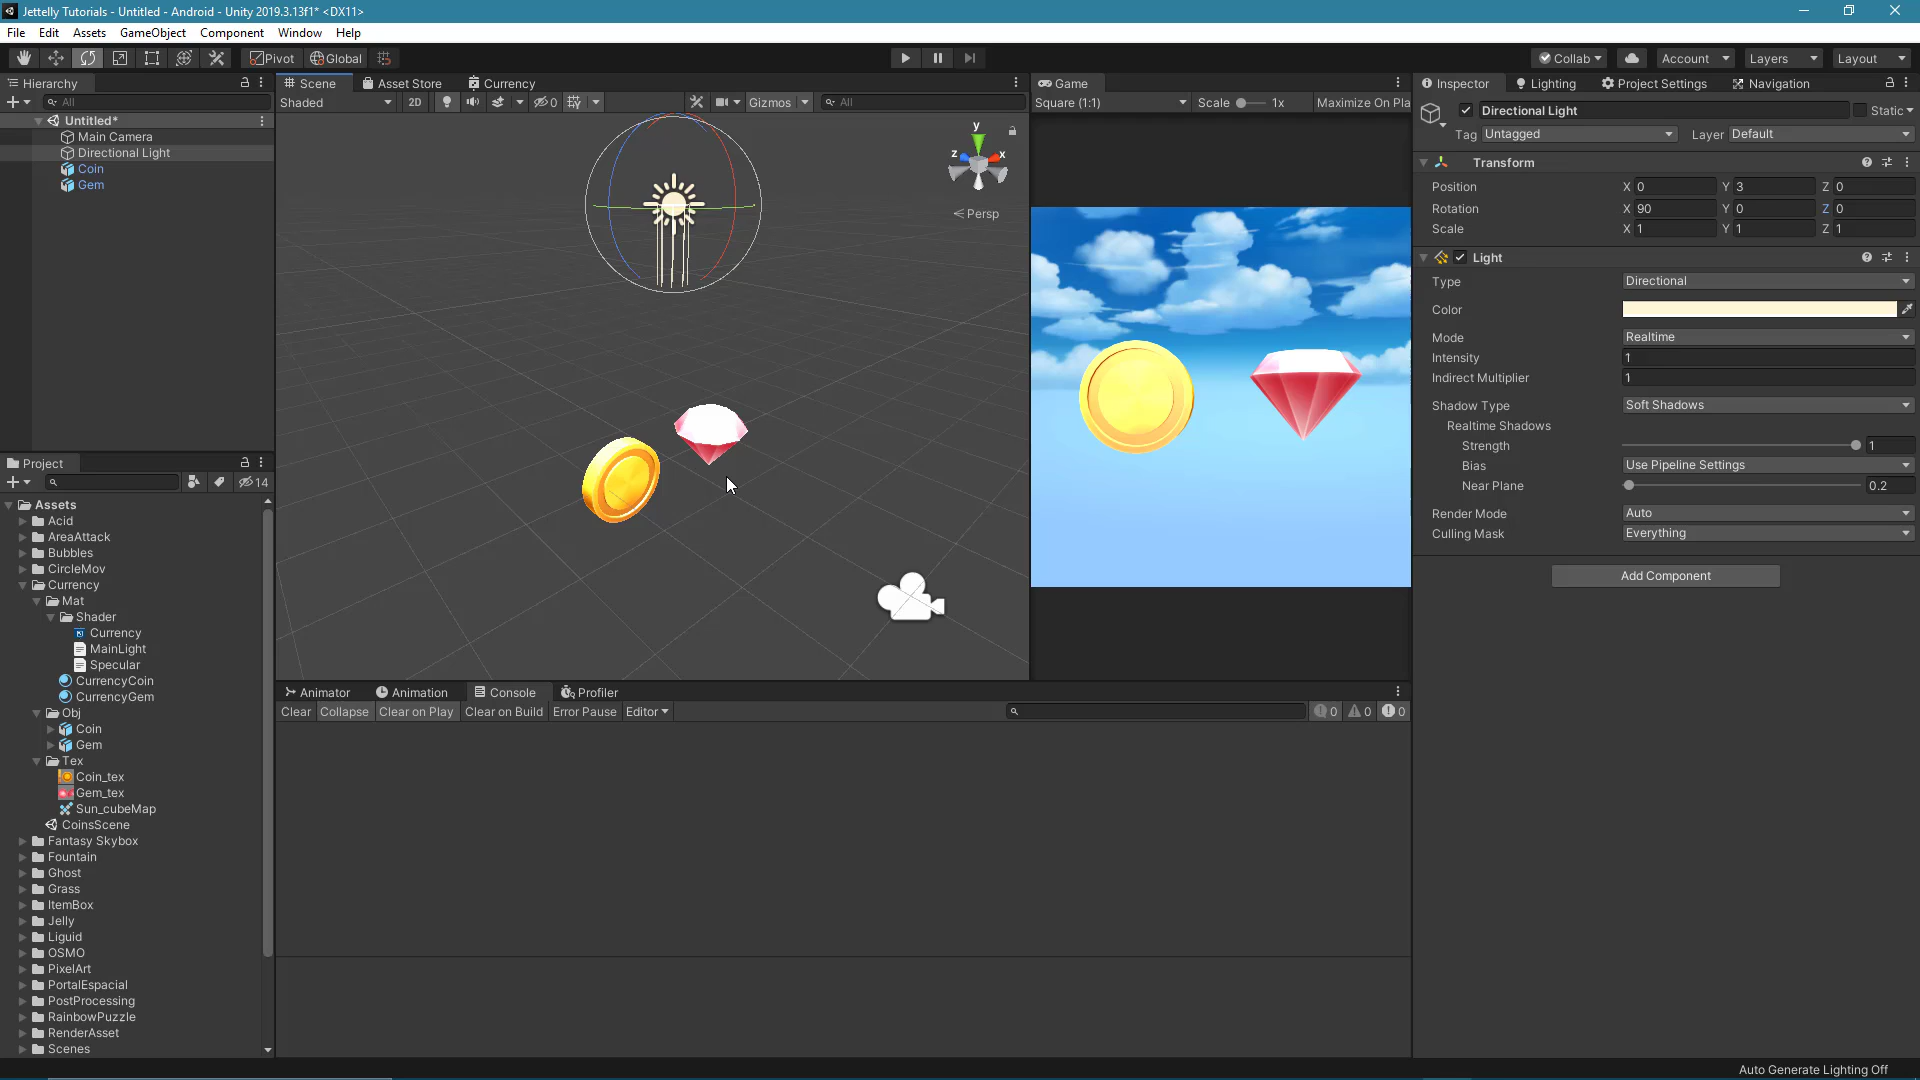 Jettelly Tutorials - Untitled - Android - Unity 2019.3.13f1* <DX11>
File Edit Assets GameObject Component Window Help
Pivot Global Collab Account Layers Layout
Hierarchy
All
Untitled*
Main Camera
Directional Light
Coin
Gem
Scene Asset Store Currency
Shaded 2D 0 Gizmos All
y
z x
Persp
Game
Square (1:1) Scale 1x Maximize On Pla
Inspector Lighting Project Settings Navigation
Directional Light Static
Tag Untagged Layer Default
Transform
Position X 0 Y 3 Z 0
Rotation X 90 Y 0 Z 0
Scale X 1 Y 1 Z 1
Light
Type Directional
Color
Mode Realtime
Intensity 1
Indirect Multiplier 1
Shadow Type Soft Shadows
Realtime Shadows
Strength 1
Bias Use Pipeline Settings
Near Plane 0.2
Render Mode Auto
Culling Mask Everything
Add Component
Project
14
Assets
Acid
AreaAttack
Bubbles
CircleMov
Currency
Mat
Shader
Currency
MainLight
Specular
CurrencyCoin
CurrencyGem
Obj
Coin
Gem
Tex
Coin_tex
Gem_tex
Sun_cubeMap
CoinsScene
Fantasy Skybox
Fountain
Ghost
Grass
ItemBox
Jelly
Liguid
OSMO
PixelArt
PortalEspacial
PostProcessing
RainbowPuzzle
RenderAsset
Scenes
Animator Animation Console Profiler
Clear Collapse Clear on Play Clear on Build Error Pause Editor 0 0 0
Auto Generate Lighting Off